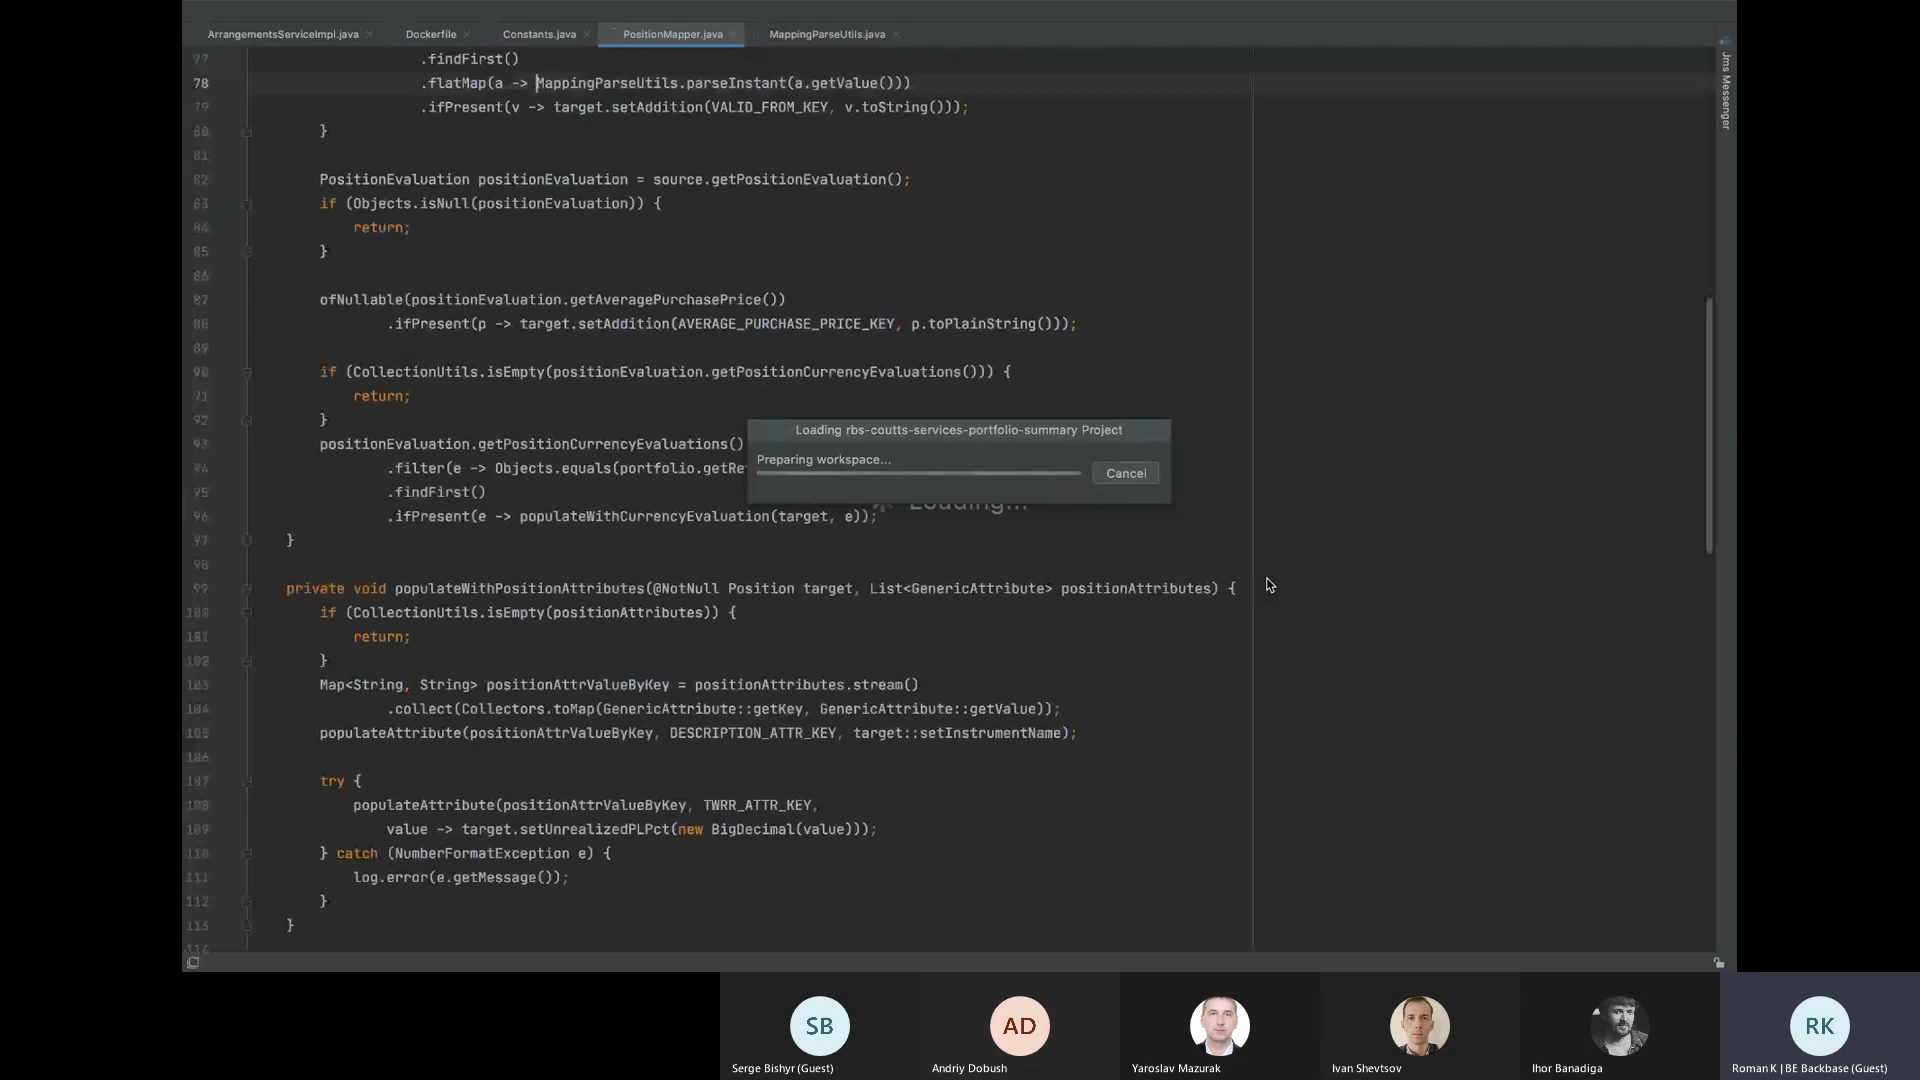 ArrangementsServiceImpl.java
Dockerfile
Constants.java
PositionMapper.java
MappingParseUtils.java
77 .findFirst()
78 .flatMap(a -> MappingParseUtils.parseInstant(a.getValue()))
79 .ifPresent(v -> target.setAddition(VALID_FROM_KEY, v.toString()));
80 }
81
82 PositionEvaluation positionEvaluation = source.getPositionEvaluation();
83 if (Objects.isNull(positionEvaluation)) {
84 return;
85 }
86
87 ofNullable(positionEvaluation.getAveragePurchasePrice())
88 .ifPresent(p -> target.setAddition(AVERAGE_PURCHASE_PRICE_KEY, p.toPlainString()));
89
90 if (CollectionUtils.isEmpty(positionEvaluation.getPositionCurrencyEvaluations())) {
91 return;
92 }
93 positionEvaluation.getPositionCurrencyEvaluations()
94 .filter(e -> Objects.equals(portfolio.getRe
95 .findFirst()
96 .ifPresent(e -> populateWithCurrencyEvaluation(target, e));
97 }
98
99 private void populateWithPositionAttributes(@NotNull Position target, List<GenericAttribute> positionAttributes) {
100 if (CollectionUtils.isEmpty(positionAttributes)) {
101 return;
102 }
103 Map<String, String> positionAttrValueByKey = positionAttributes.stream()
104 .collect(Collectors.toMap(GenericAttribute::getKey, GenericAttribute::getValue));
105 populateAttribute(positionAttrValueByKey, DESCRIPTION_ATTR_KEY, target::setInstrumentName);
106
107 try {
108 populateAttribute(positionAttrValueByKey, TWRR_ATTR_KEY,
109 value -> target.setUnrealizedPLPct(new BigDecimal(value)));
110 } catch (NumberFormatException e) {
111 log.error(e.getMessage());
112 }
113 }
114
Loading rbs-coutts-services-portfolio-summary Project
Preparing workspace...
Cancel
Loading...
Jms Messenger
SB
AD
RK
Serge Bishyr (Guest)
Andriy Dobush
Yaroslav Mazurak
Ivan Shevtsov
Ihor Banadiga
Roman K | BE Backbase (Guest)